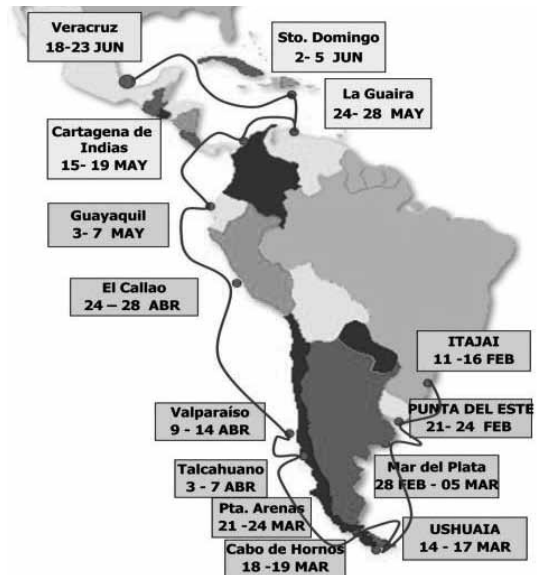 Veracruz
18-23 JUN
Sto. Domingo
2- 5 JUN
La Guaira
24- 28 MAY
Cartagena de
Indias
15- 19 MAY
Guayaquil
3- 7 MAY
El Callao
24 – 28 ABR
ITAJAI
11 -16 FEB
Valparaíso
9 - 14 ABR
PUNTA DEL ESTE
21- 24 FEB
Talcahuano
3 - 7 ABR
Mar del Plata
28 FEB - 05 MAR
Pta. Arenas
21 -24 MAR
USHUAIA
14 - 17 MAR
Cabo de Hornos
18 -19 MAR